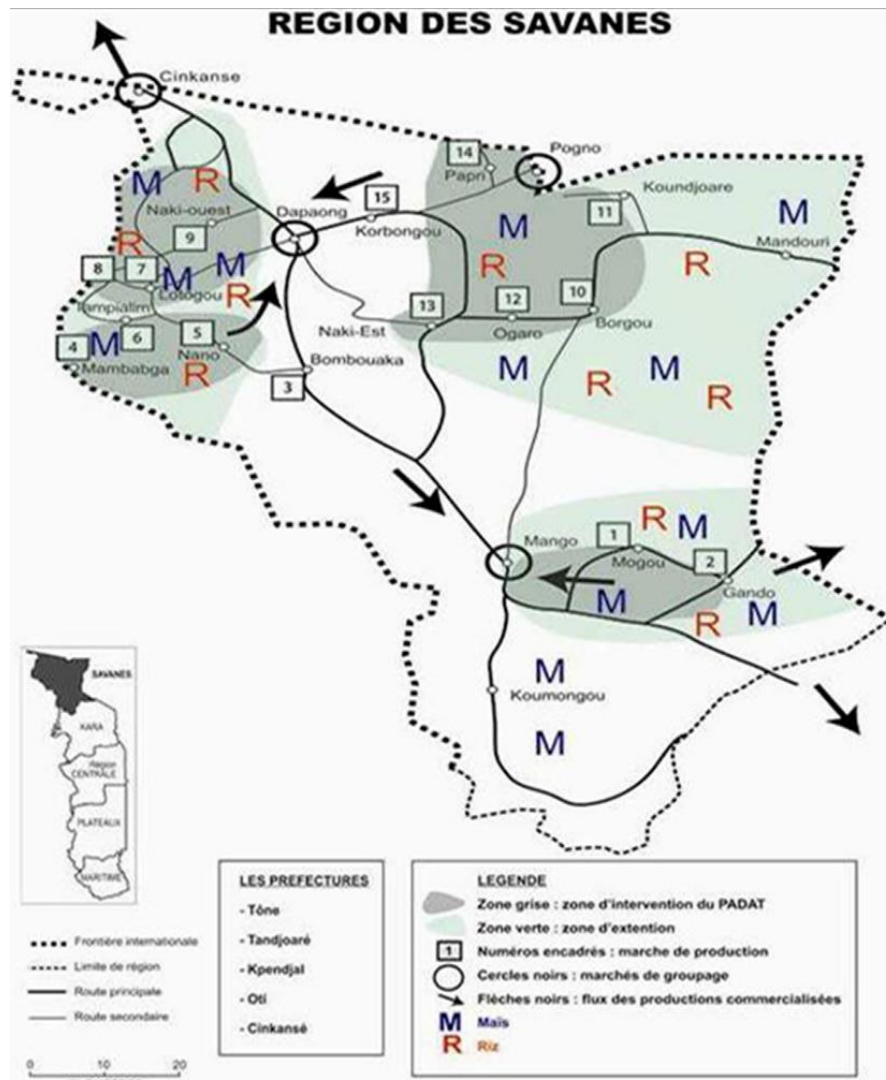 REGION DES SAVANES
Cinkanse
14
Pogno
Papri
M
R
15
Koundjoare
11
M
Naki-ouest
Dapaong
Korbongou
M
9
Mandouri
R
8
7
M
M
R
R
Lotogou
R
10
12
13
Tampialim
Naki-Est
Ogaro
Borgou
4
M
6
5
Nano
Bombouaka
Mambabga
R
3
M
R
M
R
R
M
1
Mango
Mogou
2
Gando
M
M
R
M
Koumongou
M
SAVANES
KARA
Région
CENTRALE
PLATEAUX
MARITIME
LES PREFECTURES
- Tône
- Tandjoaré
- Kpendjal
- Oti
- Cinkansé
LEGENDE
Zone grise : zone d'intervention du PADAT
Zone verte : zone d'extention
1 Numéros encadrés : marche de production
Cercles noirs : marchés de groupage
Flèches noirs : flux des productions commercialisées
M Maïs
R Riz
Frontière internationale
Limite de région
Route principale
Route secondaire
0 10 20